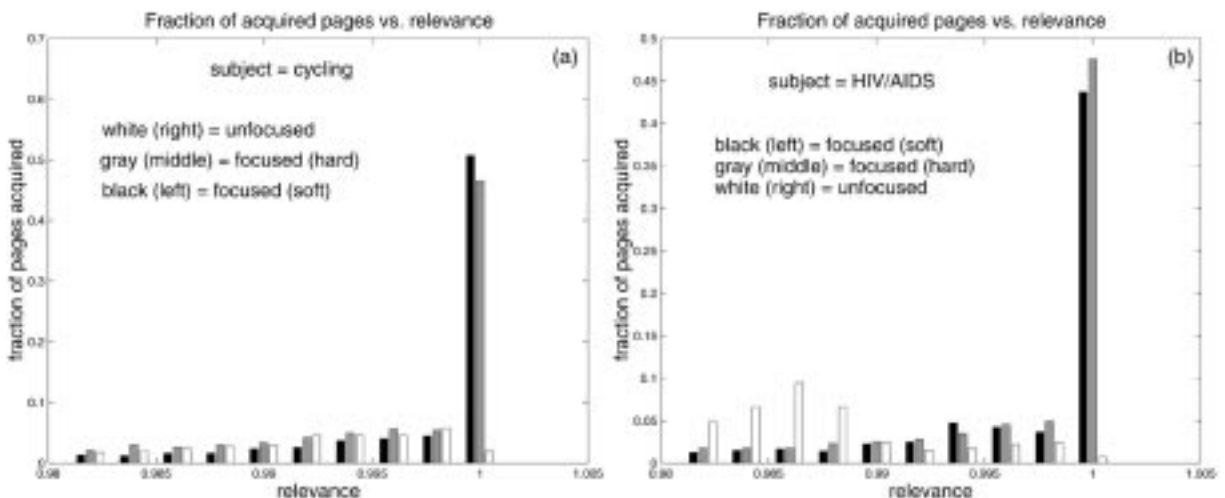 Fraction of acquired pages vs. relevance
0.7
0.6
0.5
0.4
0.3
0.2
0.1
0
(a)
subject = cycling
white (right) = unfocused
gray (middle) = focused (hard)
black (left) = focused (soft)
fraction of pages acquired
0.98
0.985
0.99
0.995
1
1.005
relevance
Fraction of acquired pages vs. relevance
0.5
0.45
0.4
0.35
0.3
0.25
0.2
0.15
0.1
0.05
0
(b)
subject = HIV/AIDS
black (left) = focused (soft)
gray (middle) = focused (hard)
white (right) = unfocused
fraction of pages acquired
0.98
0.985
0.99
0.995
1
1.005
relevance